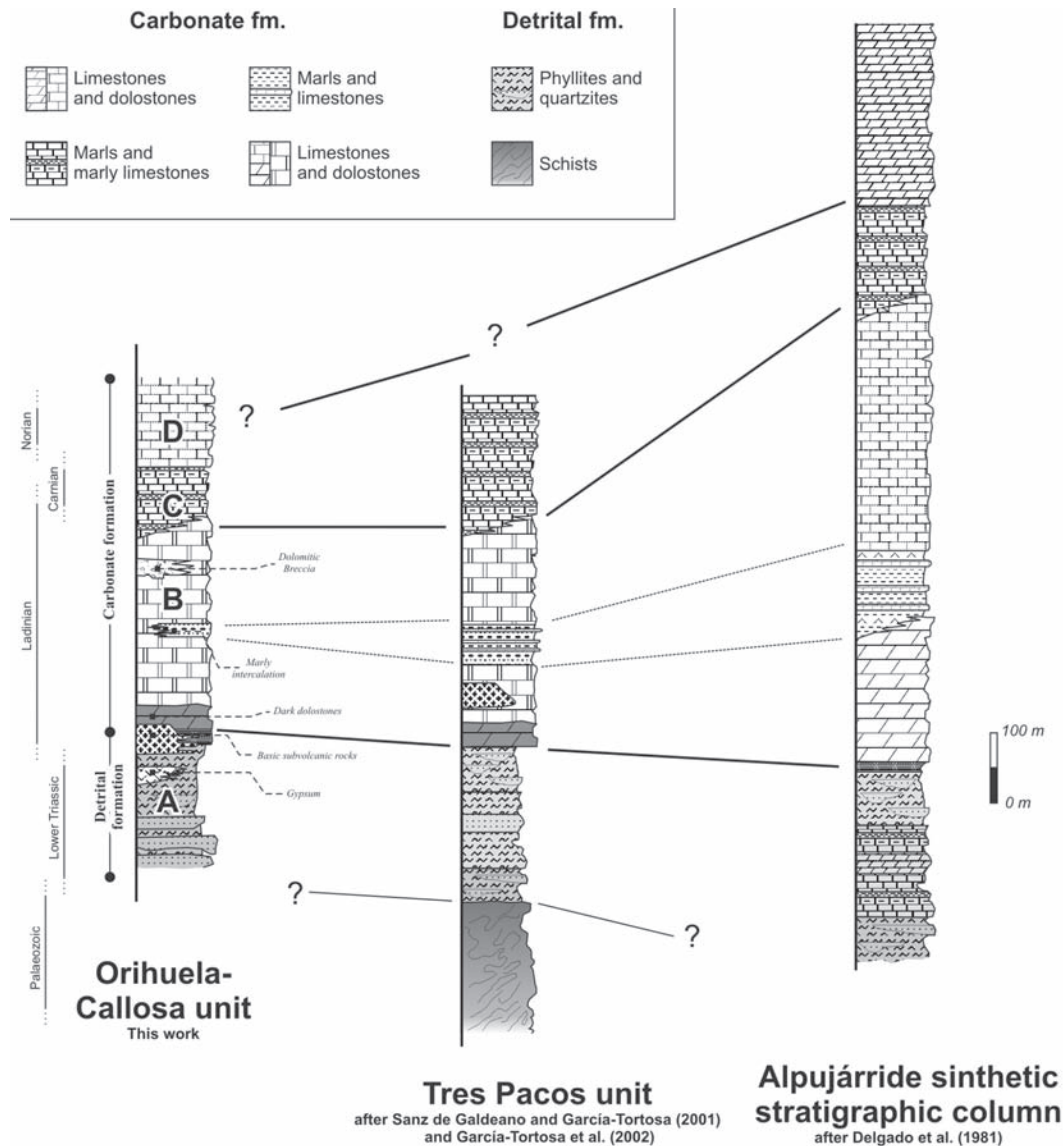 Carbonate fm.
Detrital fm.
Limestones
and dolostones
Marls and
limestones
Phyllites and
quartzites
Marls and
marly limestones
Limestones
and dolostones
Schists
?
?
Norian
Carnian
Ladinian
Lower Triassic
Palaeozoic
Carbonate formation
Detrital
formation
D
C
B
A
Dolomitic
Breccia
Marly
intercalation
Dark dolostones
Basic subvolcanic rocks
Gypsum
100 m
0 m
?
?
Orihuela-
Callosa unit
This work
Tres Pacos unit
after Sanz de Galdeano and García-Tortosa (2001)
and García-Tortosa et al. (2002)
Alpujárride sinthetic
stratigraphic column
after Delgado et al. (1981)